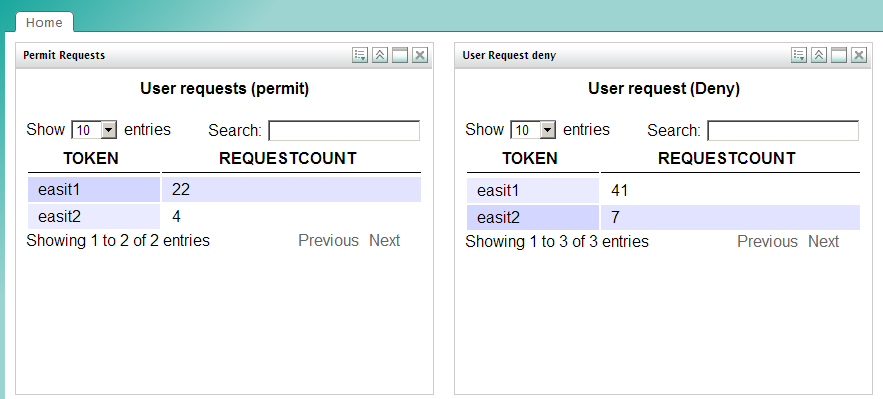 Home
Permit Requests
User requests (permit)
Show 10 entries Search:
TOKEN REQUESTCOUNT
easit1 22
easit2 4
Showing 1 to 2 of 2 entries Previous Next
User Request deny
User request (Deny)
Show 10 entries Search:
TOKEN REQUESTCOUNT
easit1 41
easit2 7
Showing 1 to 3 of 3 entries Previous Next